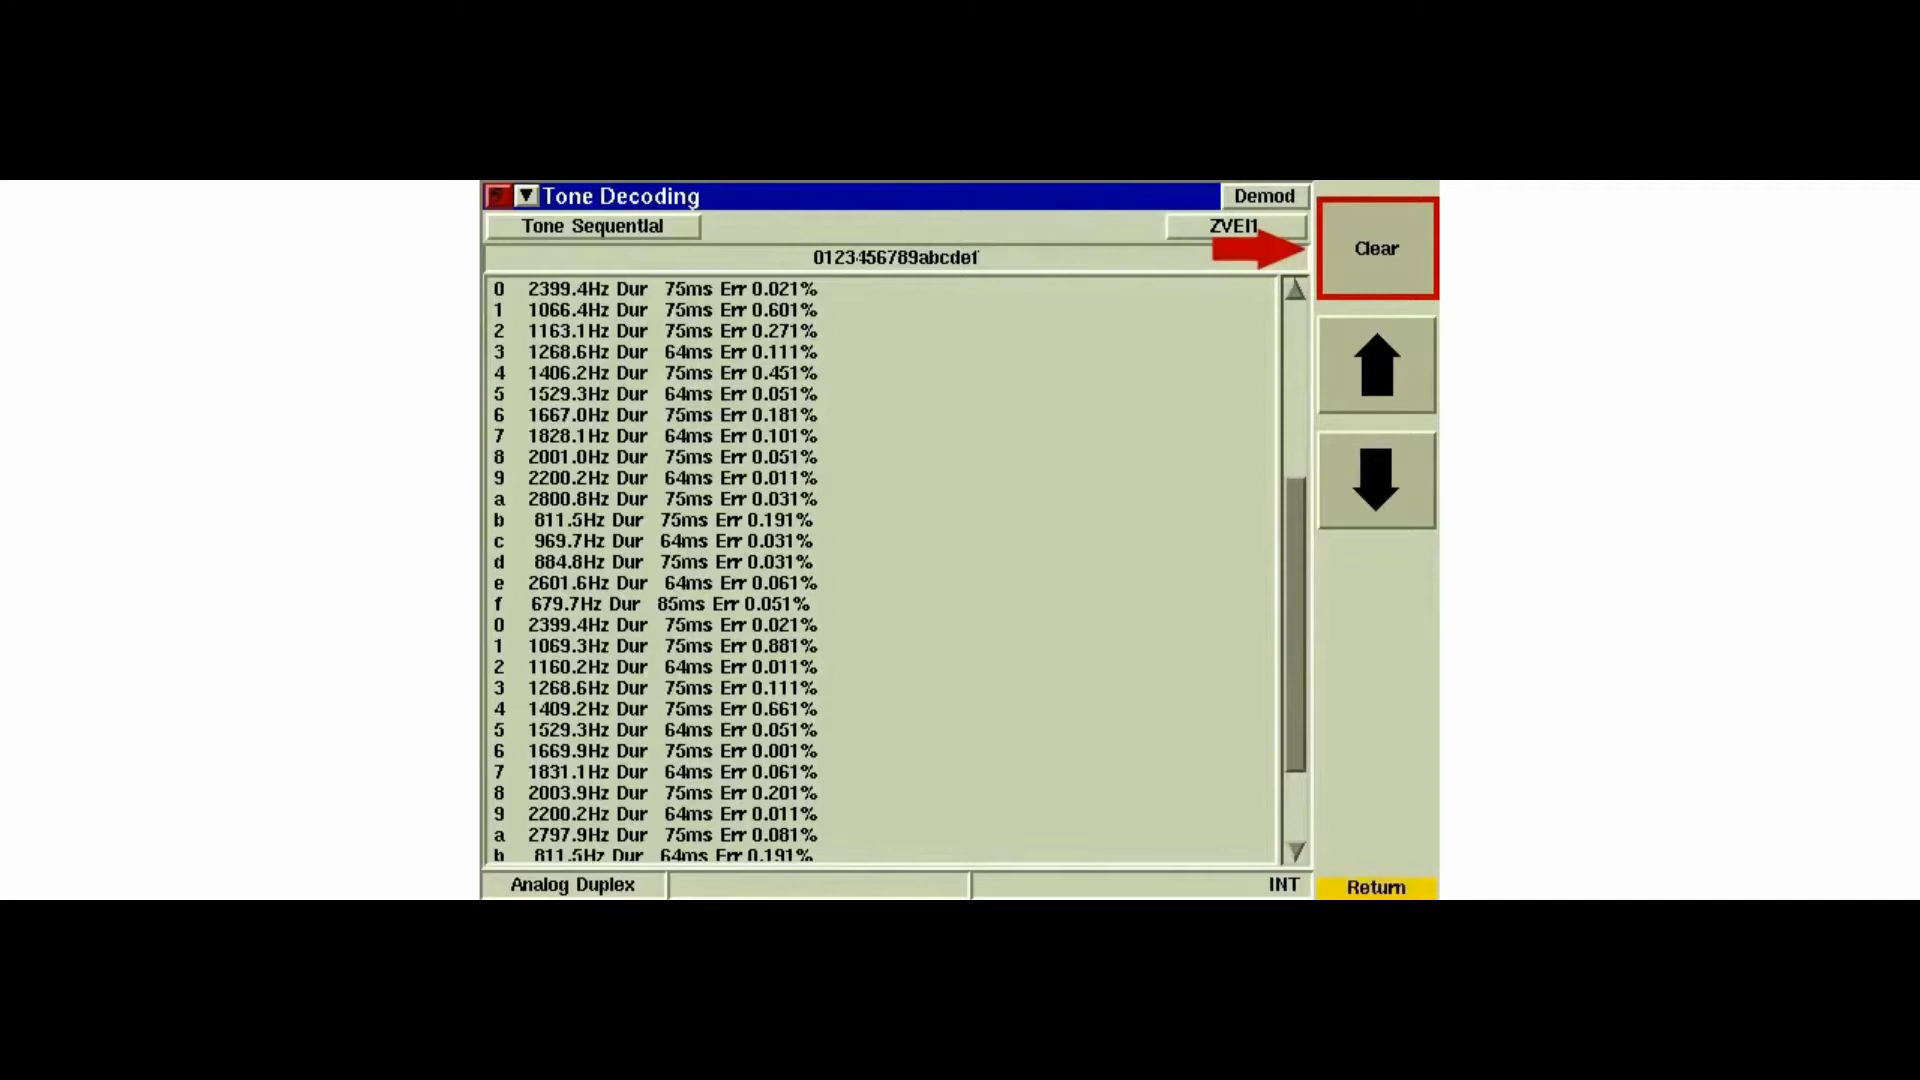 Tone Decoding Demod
Tone Sequential ZVEI1
Clear
0123456789abcdef
0 2399.4Hz Dur 75ms Err 0.021%
1 1066.4Hz Dur 75ms Err 0.601%
2 1163.1Hz Dur 75ms Err 0.271%
3 1268.6Hz Dur 64ms Err 0.111%
4 1406.2Hz Dur 75ms Err 0.451%
5 1529.3Hz Dur 64ms Err 0.051%
6 1667.0Hz Dur 75ms Err 0.181%
7 1828.1Hz Dur 64ms Err 0.101%
8 2001.0Hz Dur 75ms Err 0.051%
9 2200.2Hz Dur 64ms Err 0.011%
a 2800.8Hz Dur 75ms Err 0.031%
b 811.5Hz Dur 75ms Err 0.191%
c 969.7Hz Dur 64ms Err 0.031%
d 884.8Hz Dur 75ms Err 0.031%
e 2601.6Hz Dur 64ms Err 0.061%
f 679.7Hz Dur 85ms Err 0.051%
0 2399.4Hz Dur 75ms Err 0.021%
1 1069.3Hz Dur 75ms Err 0.881%
2 1160.2Hz Dur 64ms Err 0.011%
3 1268.6Hz Dur 75ms Err 0.111%
4 1409.2Hz Dur 75ms Err 0.661%
5 1529.3Hz Dur 64ms Err 0.051%
6 1669.9Hz Dur 75ms Err 0.001%
7 1831.1Hz Dur 64ms Err 0.061%
8 2003.9Hz Dur 75ms Err 0.201%
9 2200.2Hz Dur 64ms Err 0.011%
a 2797.9Hz Dur 75ms Err 0.081%
b 811.5Hz Dur 64ms Err 0.191%
Analog Duplex INT Return